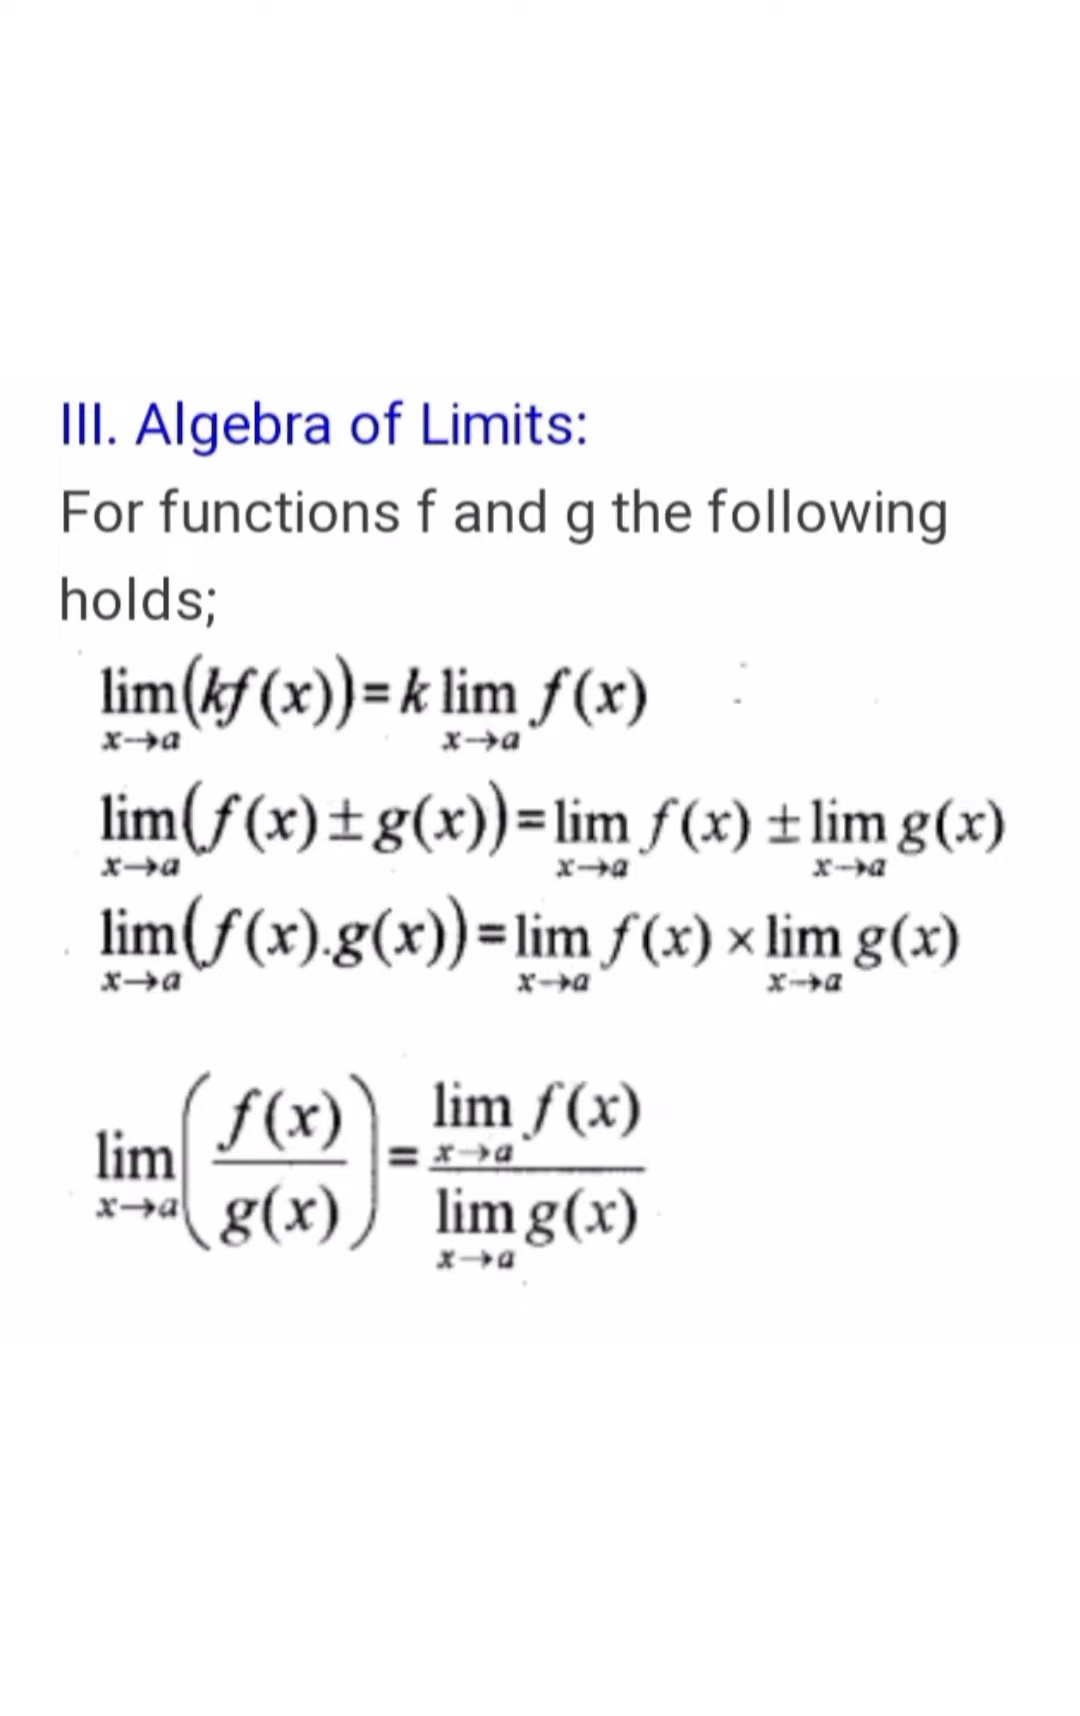 III. Algebra of Limits:
For functions f and g the following
holds;
lim(kf(x))=k lim f(x)
x→a x→a
lim(f(x)±g(x))=lim f(x) ±lim g(x)
x→a x→a x→a
lim(f(x).g(x))=lim f(x) × lim g(x)
x→a x→a x→a
lim(f(x)/g(x)) = lim f(x)/lim g(x)
x→a x→a x→a